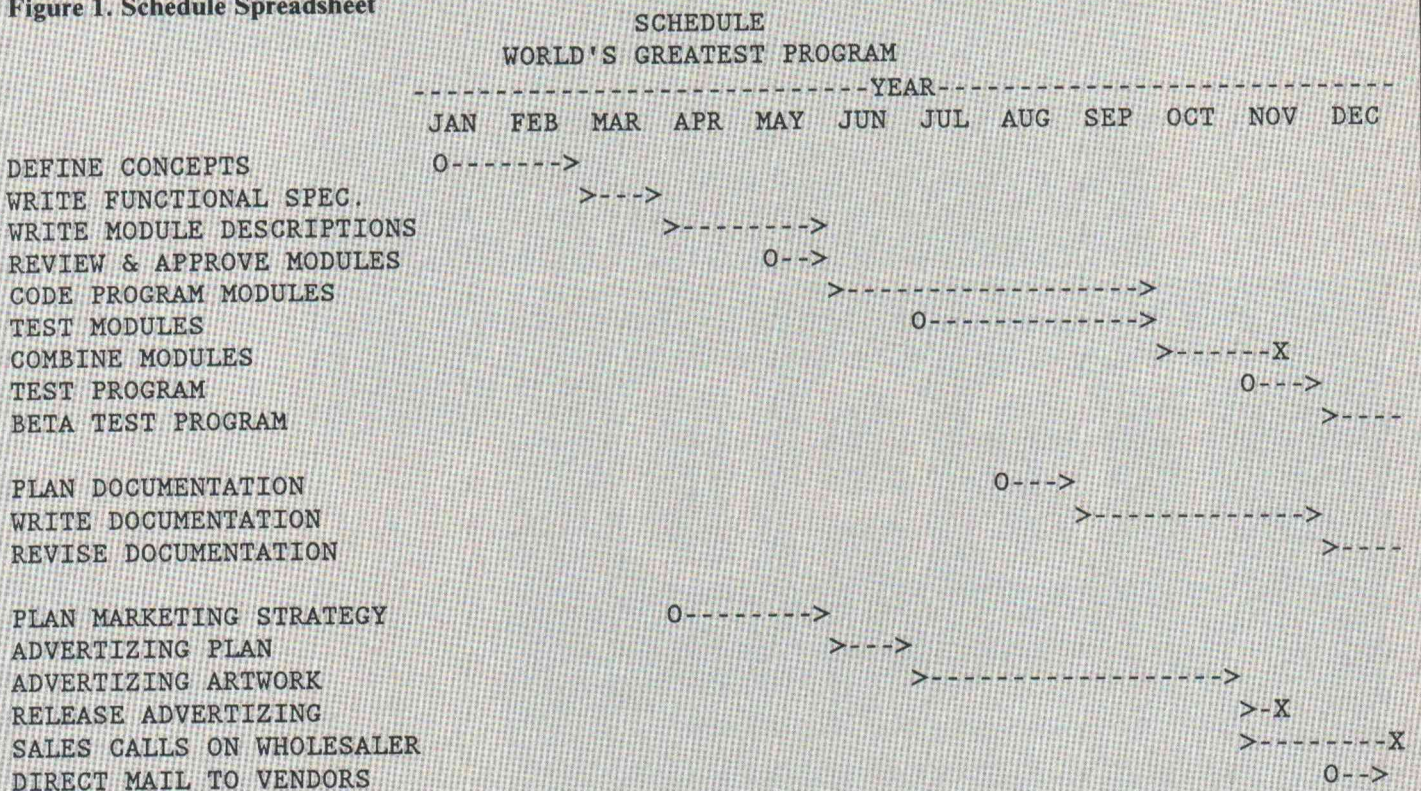 Figure 1. Schedule Spreadsheet
SCHEDULE
WORLD'S GREATEST PROGRAM
----------------------------YEAR----------------------------
JAN FEB MAR APR MAY JUN JUL AUG SEP OCT NOV DEC
DEFINE CONCEPTS O------->
WRITE FUNCTIONAL SPEC. >--->
WRITE MODULE DESCRIPTIONS >-------->
REVIEW & APPROVE MODULES O-->
CODE PROGRAM MODULES >------------------>
TEST MODULES O------------->
COMBINE MODULES >------X
TEST PROGRAM O--->
BETA TEST PROGRAM >----
PLAN DOCUMENTATION O--->
WRITE DOCUMENTATION >------------->
REVISE DOCUMENTATION >----
PLAN MARKETING STRATEGY O-------->
ADVERTIZING PLAN >--->
ADVERTIZING ARTWORK >------------------>
RELEASE ADVERTIZING >-X
SALES CALLS ON WHOLESALER >--------X
DIRECT MAIL TO VENDORS O-->